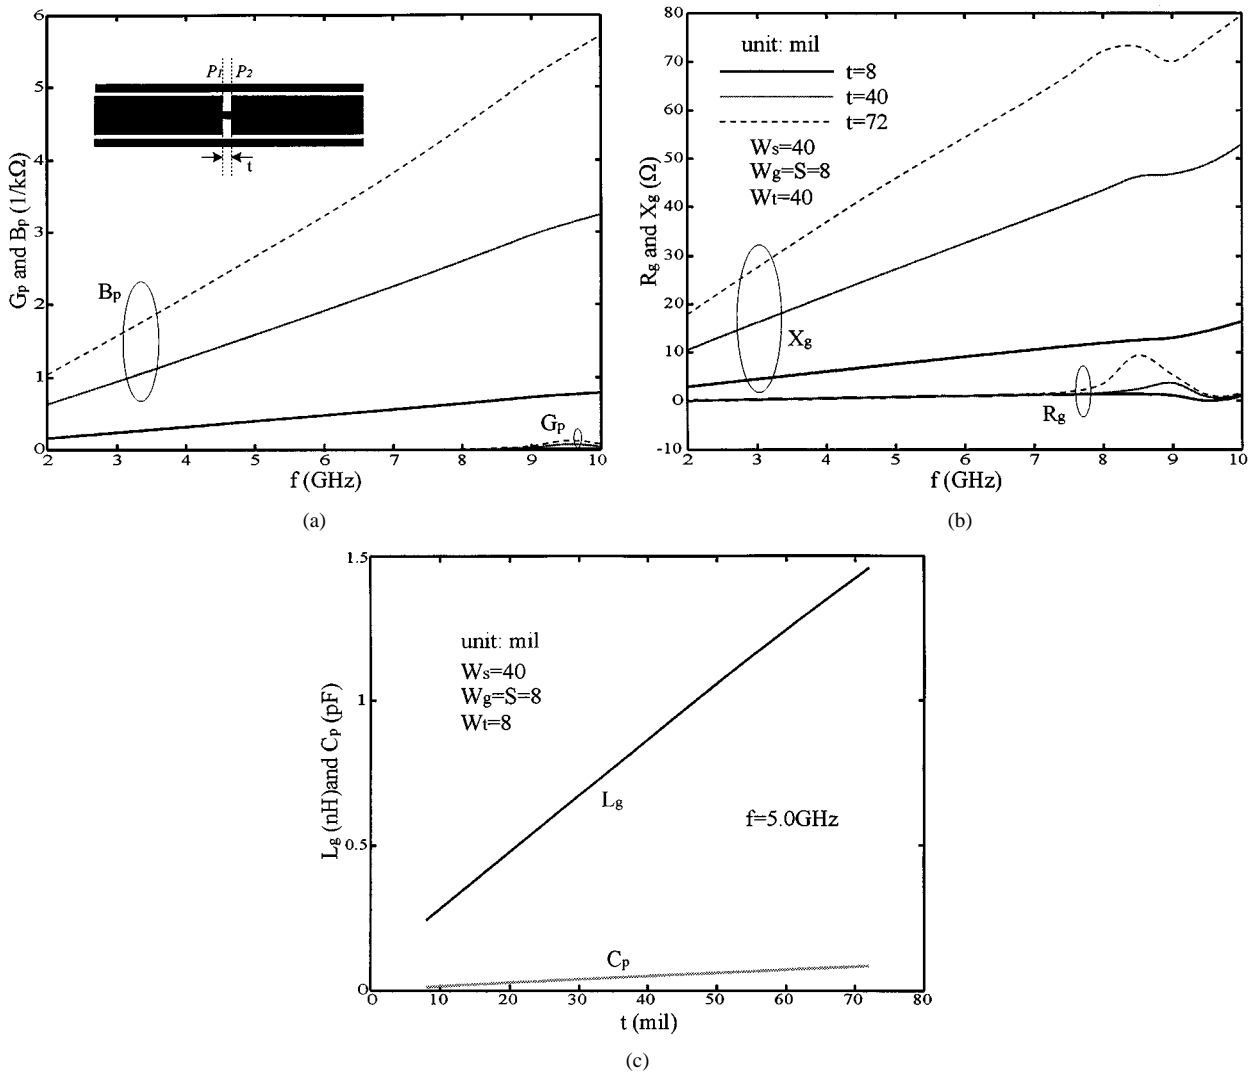 6
5
4
3
2
1
0
2 3 4 5 6 7 8 9 10
Gp and Bp (1/kΩ)
f (GHz)
P1 P2
t
Bp
Gp
(a)
80
70
60
50
40
30
20
10
0
-10
2 3 4 5 6 7 8 9 10
Rg and Xg (Ω)
f (GHz)
unit: mil
t=8
t=40
t=72
Ws=40
Wg=S=8
Wt=40
Xg
Rg
(b)
1.5
1
0.5
0
0 10 20 30 40 50 60 70 80
Lg (nH)and Cp (pF)
t (mil)
unit: mil
Ws=40
Wg=S=8
Wt=8
Lg
f=5.0GHz
Cp
(c)